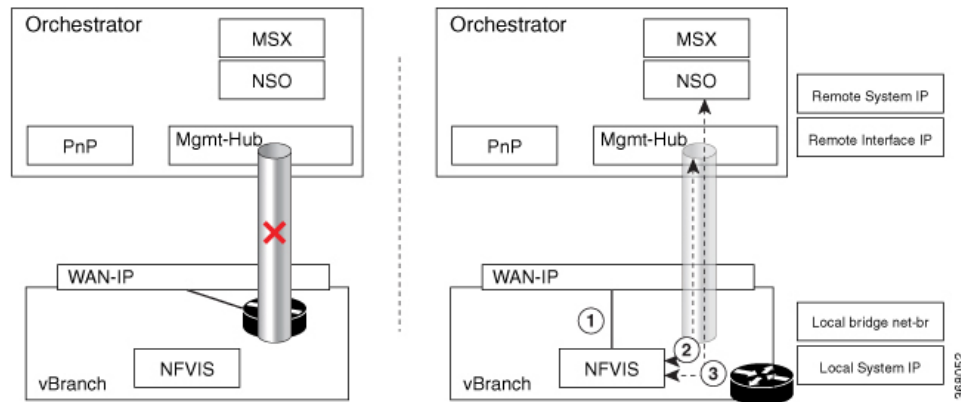 Orchestrator
MSX
NSO
PnP
Mgmt-Hub
WAN-IP
NFVIS
vBranch
Orchestrator
MSX
NSO
PnP
Mgmt-Hub
Remote System IP
Remote Interface IP
WAN-IP
1
2
NFVIS
3
vBranch
Local bridge net-br
Local System IP
368052